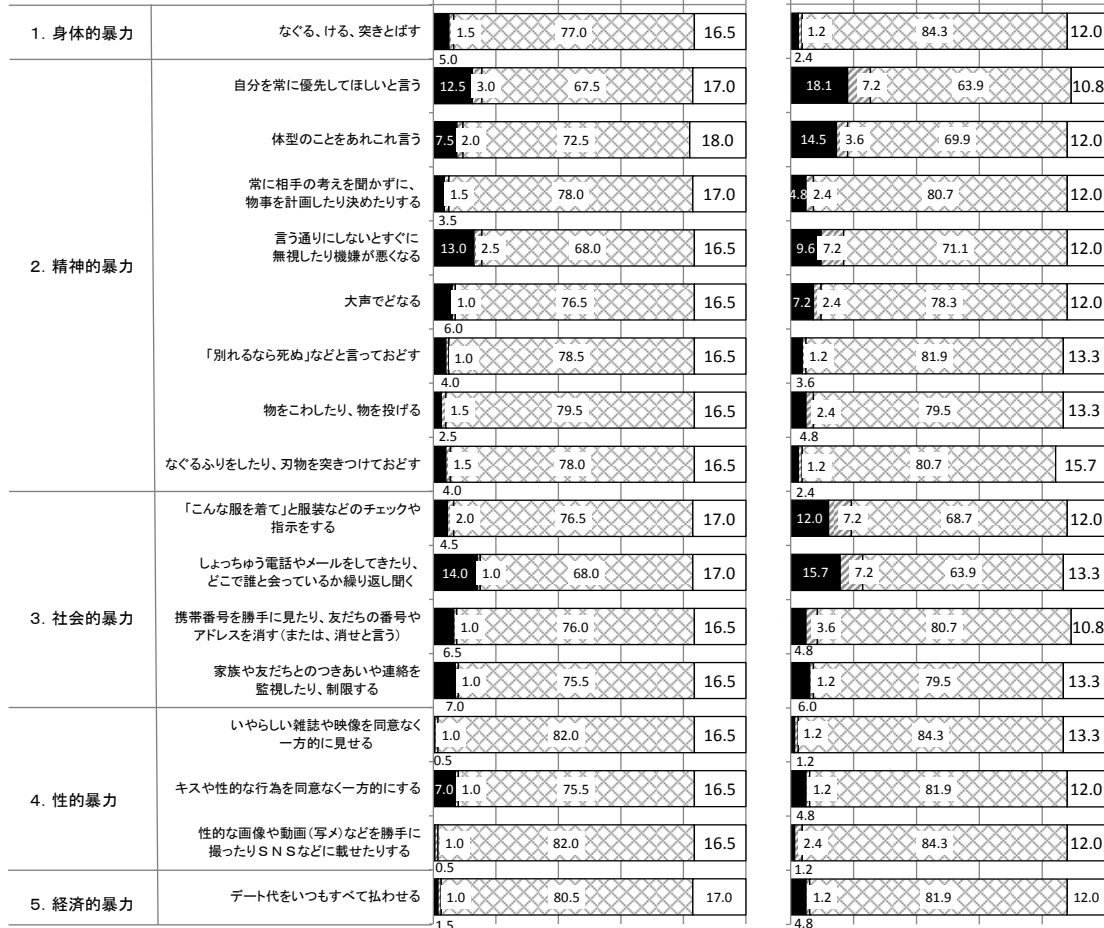 1．身体的暴力
なぐる、ける、突きとばす
1.5 77.0 16.5
5.0
1.2 84.3 12.0
2.4
2．精神的暴力
自分を常に優先してほしいと言う
12.5 3.0 67.5 17.0
18.1 7.2 63.9 10.8
体型のことをあれこれ言う
7.5 2.0 72.5 18.0
14.5 3.6 69.9 12.0
常に相手の考えを聞かずに、
物事を計画したり決めたりする
1.5 78.0 17.0
3.5
4.8 2.4 80.7 12.0
言う通りにしないとすぐに
無視したり機嫌が悪くなる
13.0 2.5 68.0 16.5
9.6 7.2 71.1 12.0
大声でどなる
1.0 76.5 16.5
6.0
7.2 2.4 78.3 12.0
「別れるなら死ぬ」などと言っておどす
1.0 78.5 16.5
4.0
1.2 81.9 13.3
3.6
物をこわしたり、物を投げる
1.5 79.5 16.5
2.5
2.4 79.5 13.3
4.8
なぐるふりをしたり、刃物を突きつけておどす
1.5 78.0 16.5
4.0
1.2 80.7 15.7
2.4
3．社会的暴力
「こんな服を着て」と服装などのチェックや
指示をする
2.0 76.5 17.0
4.5
12.0 7.2 68.7 12.0
しょっちゅう電話やメールをしてきたり、
どこで誰と会っているか繰り返し聞く
14.0 1.0 68.0 17.0
15.7 7.2 63.9 13.3
携帯番号を勝手に見たり、友だちの番号や
アドレスを消す（または、消せと言う）
1.0 76.0 16.5
6.5
3.6 80.7 10.8
4.8
家族や友だちとのつきあいや連絡を
監視したり、制限する
1.0 75.5 16.5
7.0
1.2 79.5 13.3
6.0
4．性的暴力
いやらしい雑誌や映像を同意なく
一方的に見せる
1.0 82.0 16.5
0.5
1.2 84.3 13.3
1.2
キスや性的な行為を同意なく一方的にする
7.0 1.0 75.5 16.5
1.2 81.9 12.0
4.8
性的な画像や動画（写メ）などを勝手に
撮ったりＳＮＳなどに載せたりする
1.0 82.0 16.5
0.5
2.4 84.3 12.0
1.2
5．経済的暴力
デート代をいつもすべて払わせる
1.0 80.5 17.0
1.5
1.2 81.9 12.0
4.8